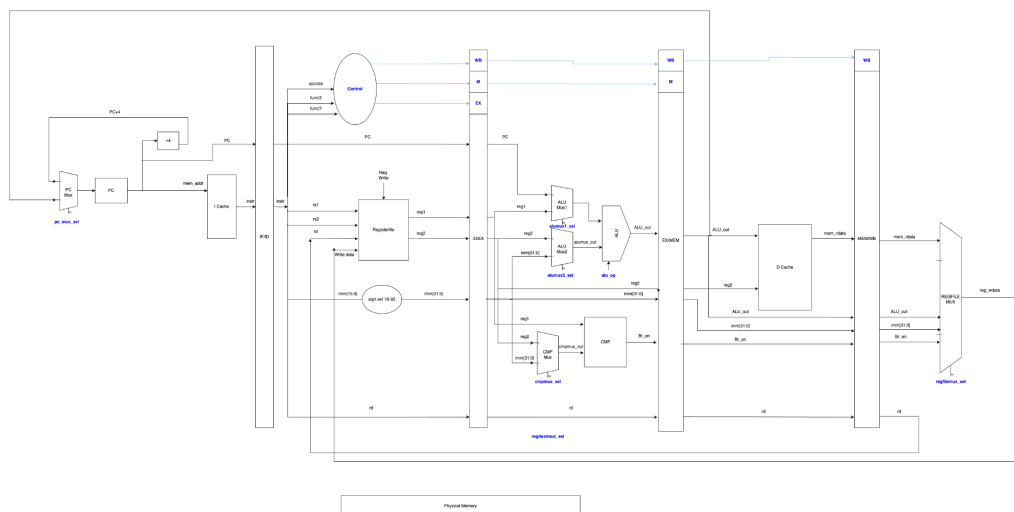 PC+4
+4
PC
PC
Mux
PC
mem_addr
I Cache
pc_mux_sel
instr
IF/ID
instr
opcode
funct3
funct7
Control
PC
Reg
Write
rs1
rs2
rd
Write data
Registerfile
reg1
reg2
imm[15:0]
sign ext 16-32
imm[31:0]
rd
WB
M
EX
ID/EX
PC
reg1
ALU
Mux1
alumux1_sel
reg2
imm[31:0]
ALU
Mux2
alumux_out
alumux2_sel
ALU
alu_op
ALU_out
reg2
imm[31:0]
reg1
reg2
imm[31:0]
CMP
Mux
cmpmux_out
cmpmux_sel
CMP
Br_en
rd
regdestmux_sel
WB
M
EX/MEM
ALU_out
reg2
D Cache
mem_rdata
ALU_out
imm[31:0]
Br_en
rd
WB
MEM/WB
mem_rdata
ALU_out
imm[31:0]
Br_en
rd
REGFILE
MUX
regfilemux_sel
reg_wdata
Physical Memory